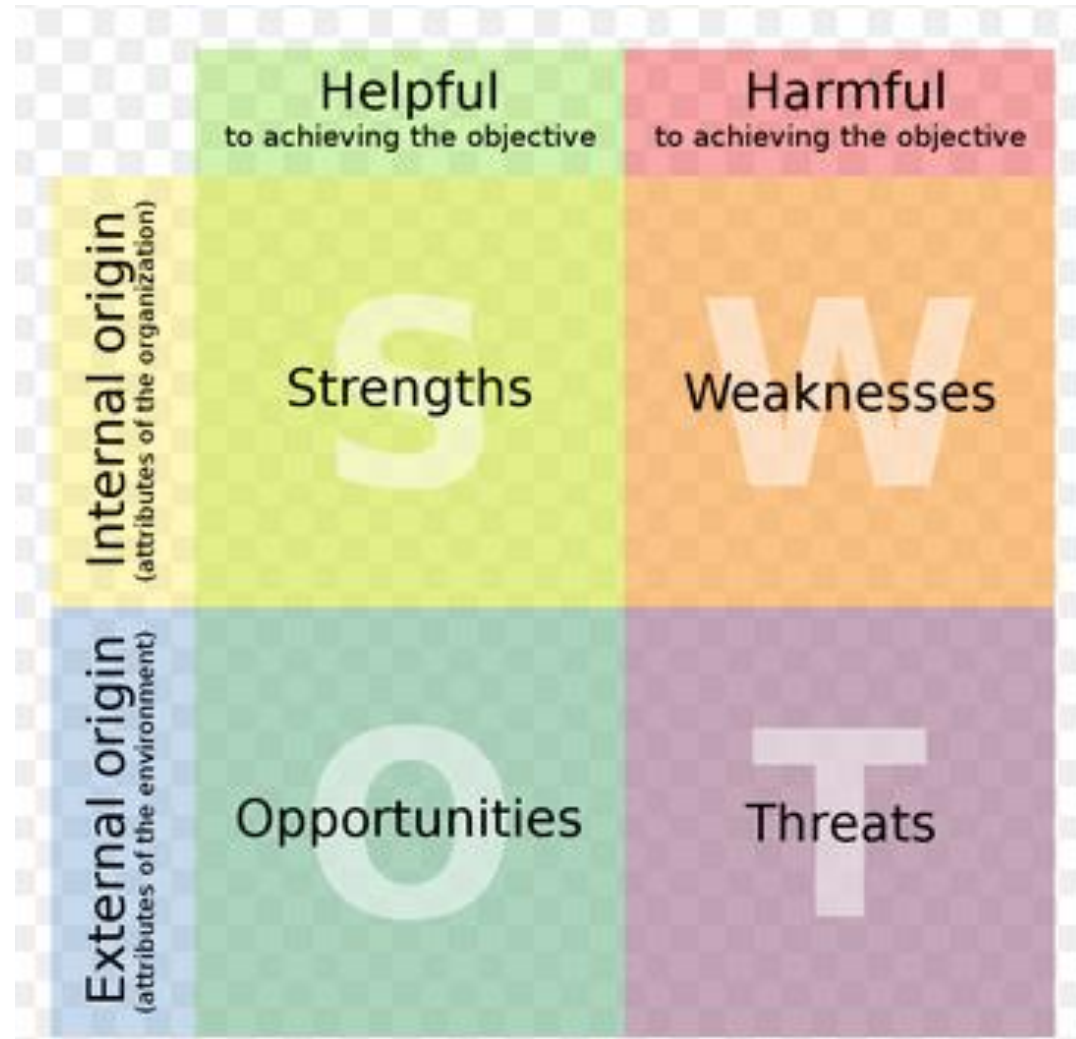 Helpful
to achieving the objective
Harmful
to achieving the objective
Internal origin
(attributes of the organization)
S
Strengths
W
Weaknesses
External origin
(attributes of the environment)
O
Opportunities
T
Threats